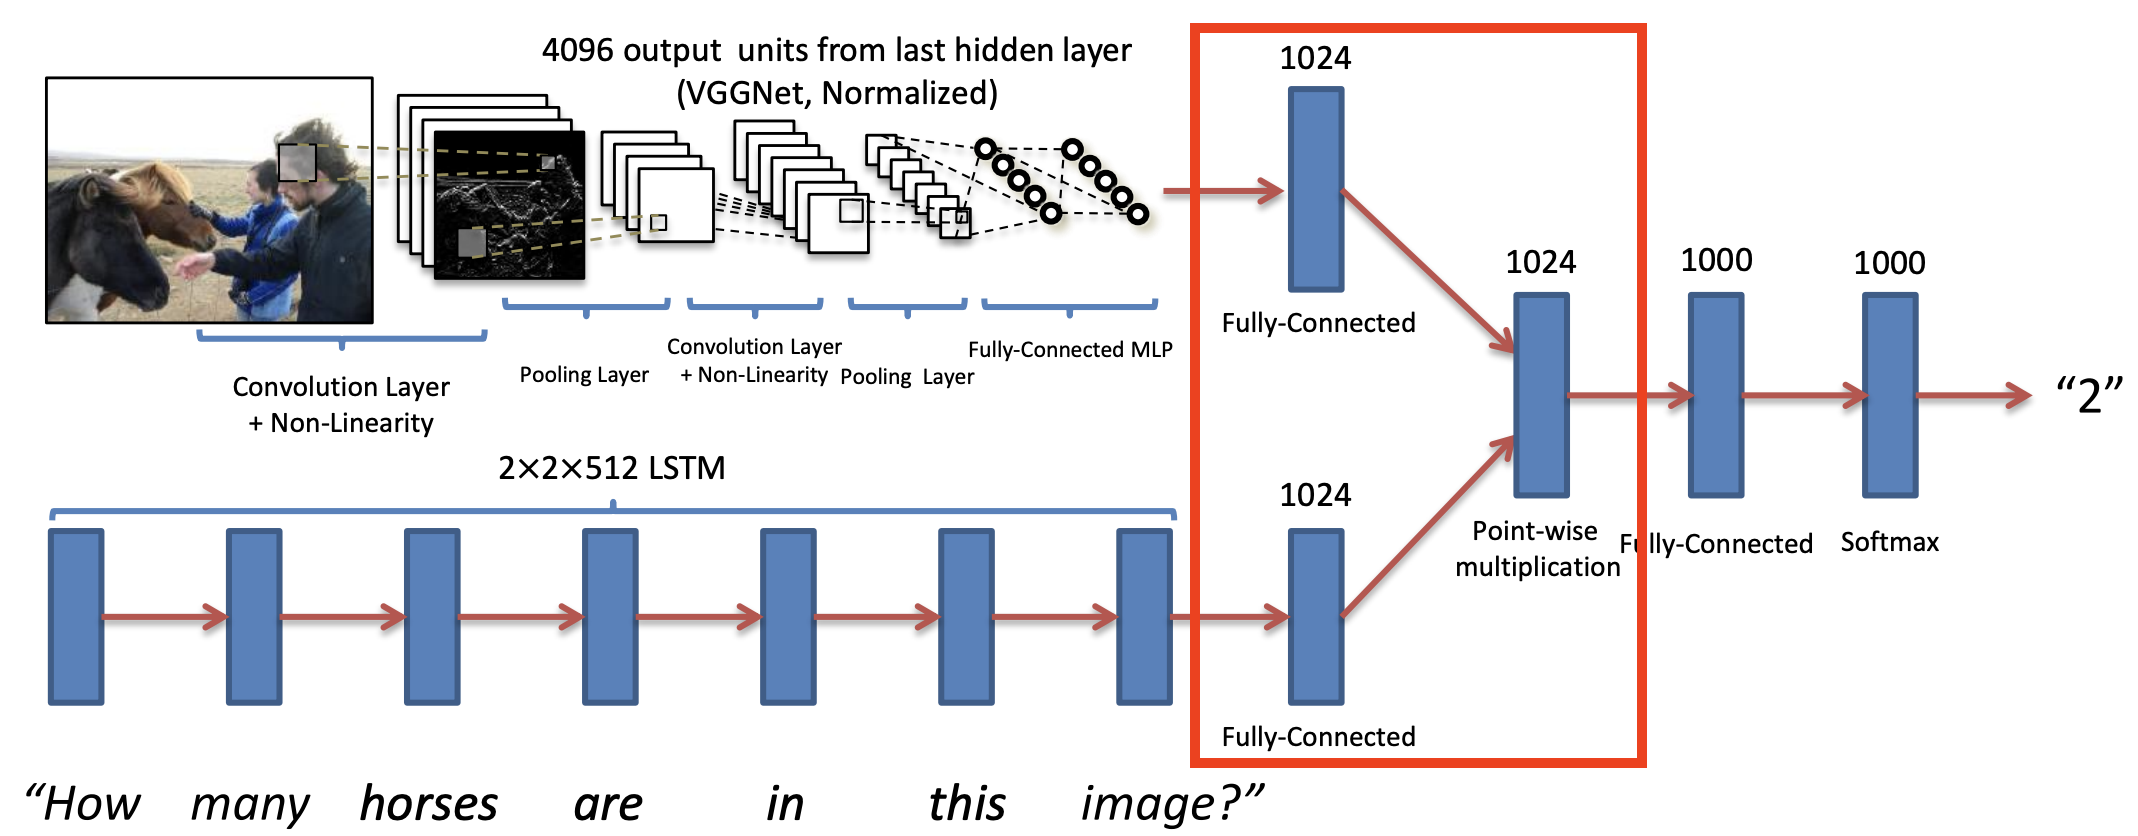 4096 output units from last hidden layer
(VGGNet, Normalized)
Convolution Layer
+ Non-Linearity
Pooling Layer
Convolution Layer
+ Non-Linearity
Pooling Layer
Fully-Connected MLP
1024
Fully-Connected
2×2×512 LSTM
1024
Fully-Connected
1024
Point-wise
multiplication
1000
Fully-Connected
1000
Softmax
“2”
“How many horses are in this image?”